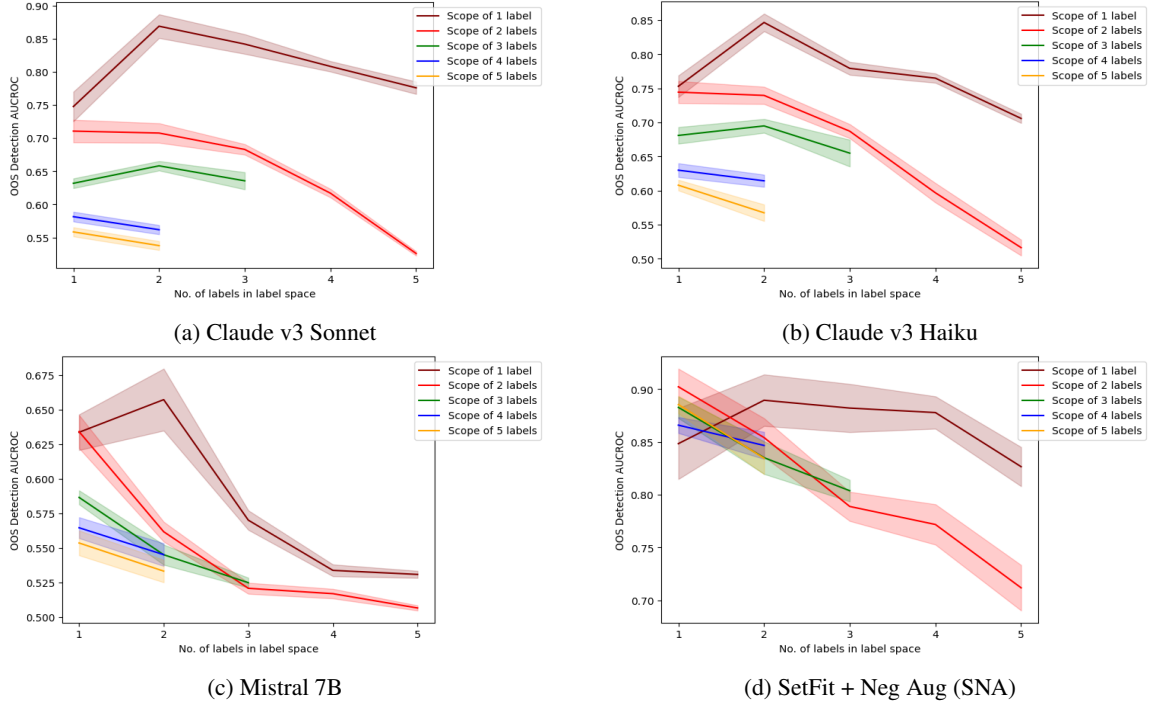 0.90
0.85
0.80
0.75
0.70
0.65
0.60
0.55
OOS Detection AUCROC
1 2 3 4 5
No. of labels in label space
Scope of 1 label
Scope of 2 labels
Scope of 3 labels
Scope of 4 labels
Scope of 5 labels
(a) Claude v3 Sonnet
0.85
0.80
0.75
0.70
0.65
0.60
0.55
0.50
OOS Detection AUCROC
1 2 3 4 5
No. of labels in label space
Scope of 1 label
Scope of 2 labels
Scope of 3 labels
Scope of 4 labels
Scope of 5 labels
(b) Claude v3 Haiku
0.675
0.650
0.625
0.600
0.575
0.550
0.525
0.500
OOS Detection AUCROC
1 2 3 4 5
No. of labels in label space
Scope of 1 label
Scope of 2 labels
Scope of 3 labels
Scope of 4 labels
Scope of 5 labels
(c) Mistral 7B
0.90
0.85
0.80
0.75
0.70
OOS Detection AUCROC
1 2 3 4 5
No. of labels in label space
Scope of 1 label
Scope of 2 labels
Scope of 3 labels
Scope of 4 labels
Scope of 5 labels
(d) SetFit + Neg Aug (SNA)